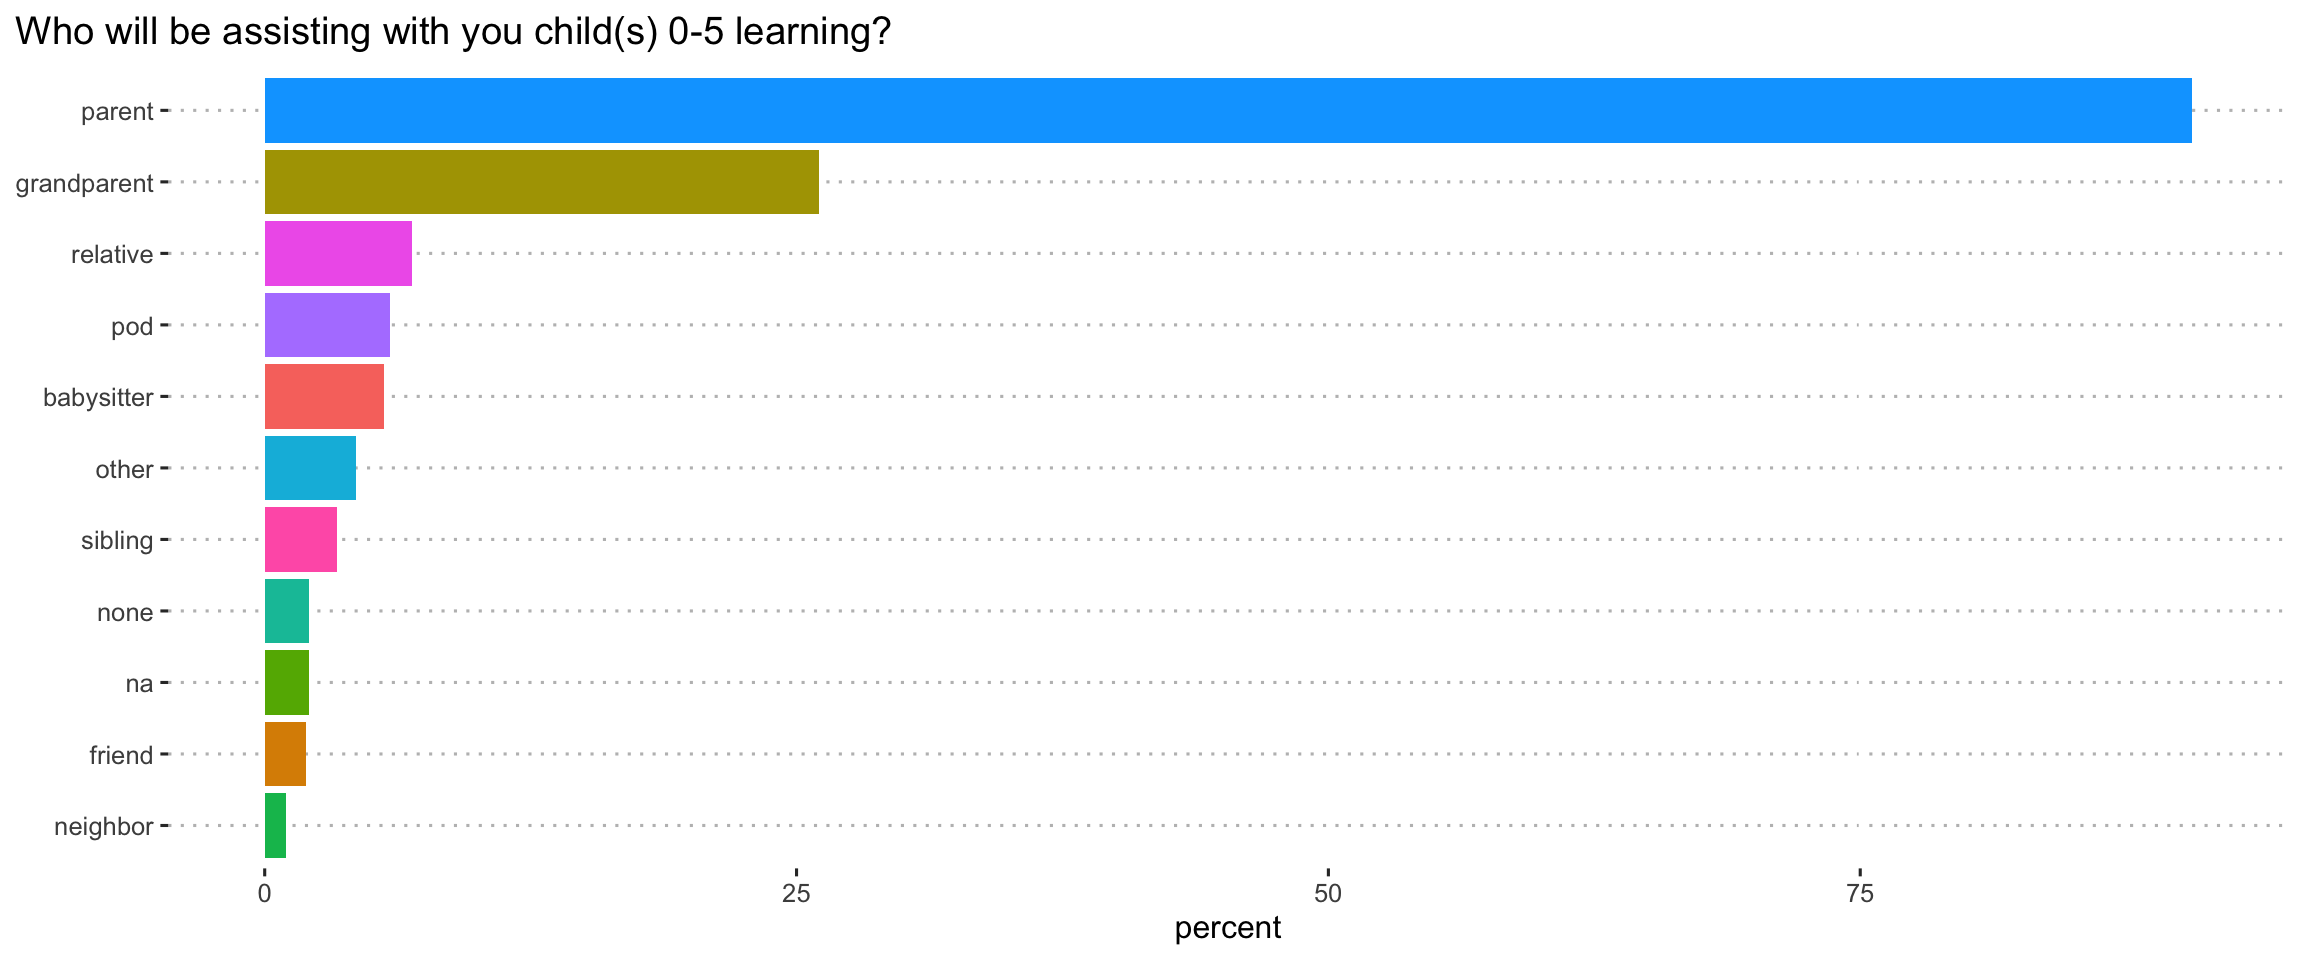 Who will be assisting with you child(s) 0-5 learning?
parent
grandparent
relative
pod
babysitter
other
sibling
none
na
friend
neighbor
0 25 50 75
percent